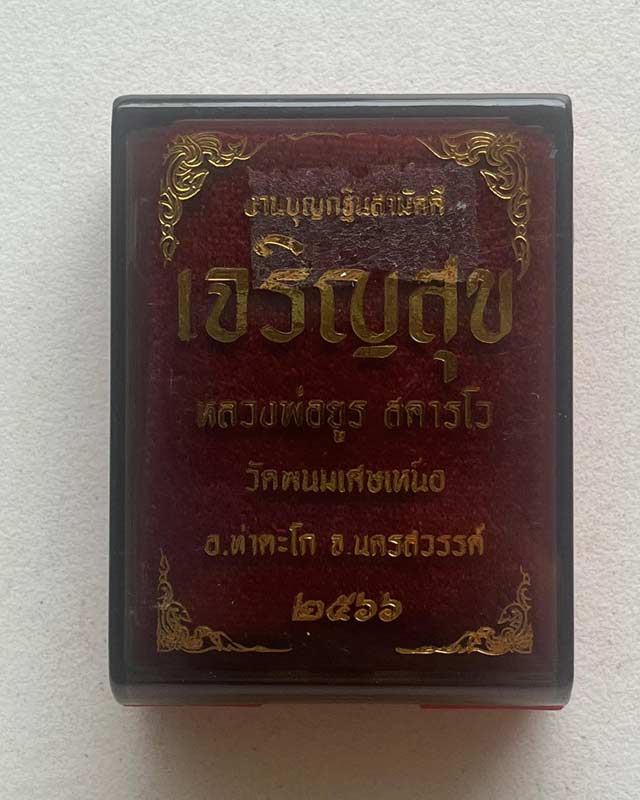 งานบุญกฐินสามัคคี
เจริญสุข
หลวงพ่อยูร สคารโว
วัดพนมเศษเหนือ
อ.ท่าตะโก จ.นครสวรรค์
๒๕๖๖